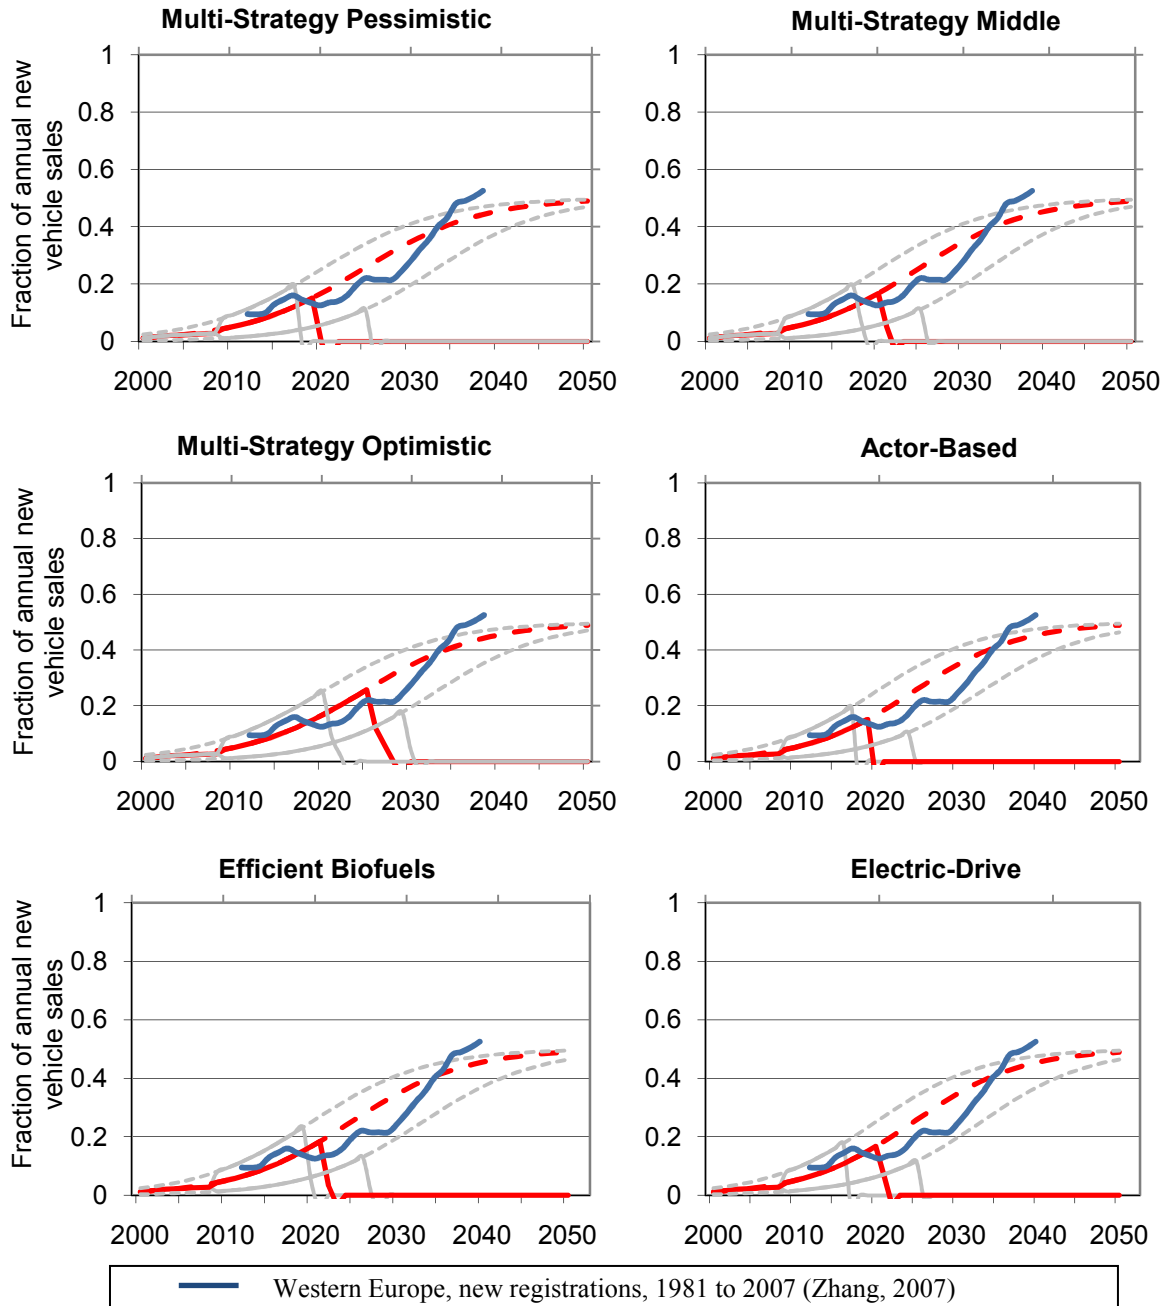 Multi-Strategy Pessimistic
Fraction of annual new
vehicle sales
1
0.8
0.6
0.4
0.2
0
2000 2010 2020 2030 2040 2050
Multi-Strategy Middle
1
0.8
0.6
0.4
0.2
0
2000 2010 2020 2030 2040 2050
Multi-Strategy Optimistic
Fraction of annual new
vehicle sales
1
0.8
0.6
0.4
0.2
0
2000 2010 2020 2030 2040 2050
Actor-Based
1
0.8
0.6
0.4
0.2
0
2000 2010 2020 2030 2040 2050
Efficient Biofuels
Fraction of annual new
vehicle sales
1
0.8
0.6
0.4
0.2
0
2000 2010 2020 2030 2040 2050
Electric-Drive
1
0.8
0.6
0.4
0.2
0
2000 2010 2020 2030 2040 2050
Western Europe, new registrations, 1981 to 2007 (Zhang, 2007)